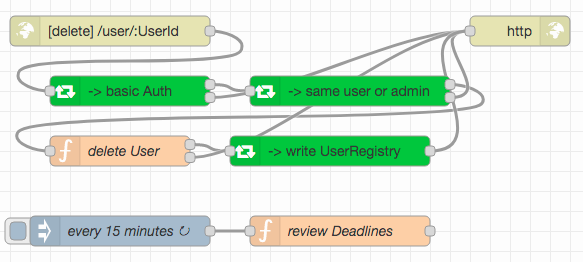 [delete] /user/:UserId
http
-> basic Auth
-> same user or admin
delete User
-> write UserRegistry
every 15 minutes ↻
review Deadlines